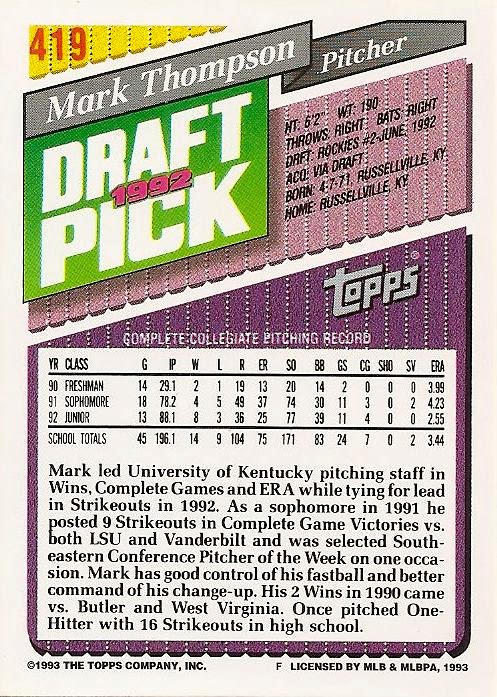 419
Mark Thompson
Pitcher
DRAFT
1992
PICK
HT: 6'2" WT: 190
THROWS: RIGHT BATS: RIGHT
DRFT: ROCKIES #2-JUNE, 1992
ACQ: VIA DRAFT
BORN: 4-7-71 RUSSELLVILLE, KY
HOME: RUSSELLVILLE, KY
TOPPS®
COMPLETE COLLEGIATE PITCHING RECORD
YR CLASS G IP W L R ER SO BB GS CG SHO SV ERA
90 FRESHMAN 14 29.1 2 1 19 13 20 14 2 0 0 0 3.99
91 SOPHOMORE 18 78.2 4 5 49 37 74 30 11 3 0 2 4.23
92 JUNIOR 13 88.1 8 3 36 25 77 39 11 4 0 0 2.55
SCHOOL TOTALS 45 196.1 14 9 104 75 171 83 24 7 0 2 3.44
Mark led University of Kentucky pitching staff in
Wins, Complete Games and ERA while tying for lead
in Strikeouts in 1992. As a sophomore in 1991 he
posted 9 Strikeouts in Complete Game Victories vs.
both LSU and Vanderbilt and was selected South-
eastern Conference Pitcher of the Week on one occa-
sion. Mark has good control of his fastball and better
command of his change-up. His 2 Wins in 1990 came
vs. Butler and West Virginia. Once pitched One-
Hitter with 16 Strikeouts in high school.
©1993 THE TOPPS COMPANY, INC. F LICENSED BY MLB & MLBPA, 1993